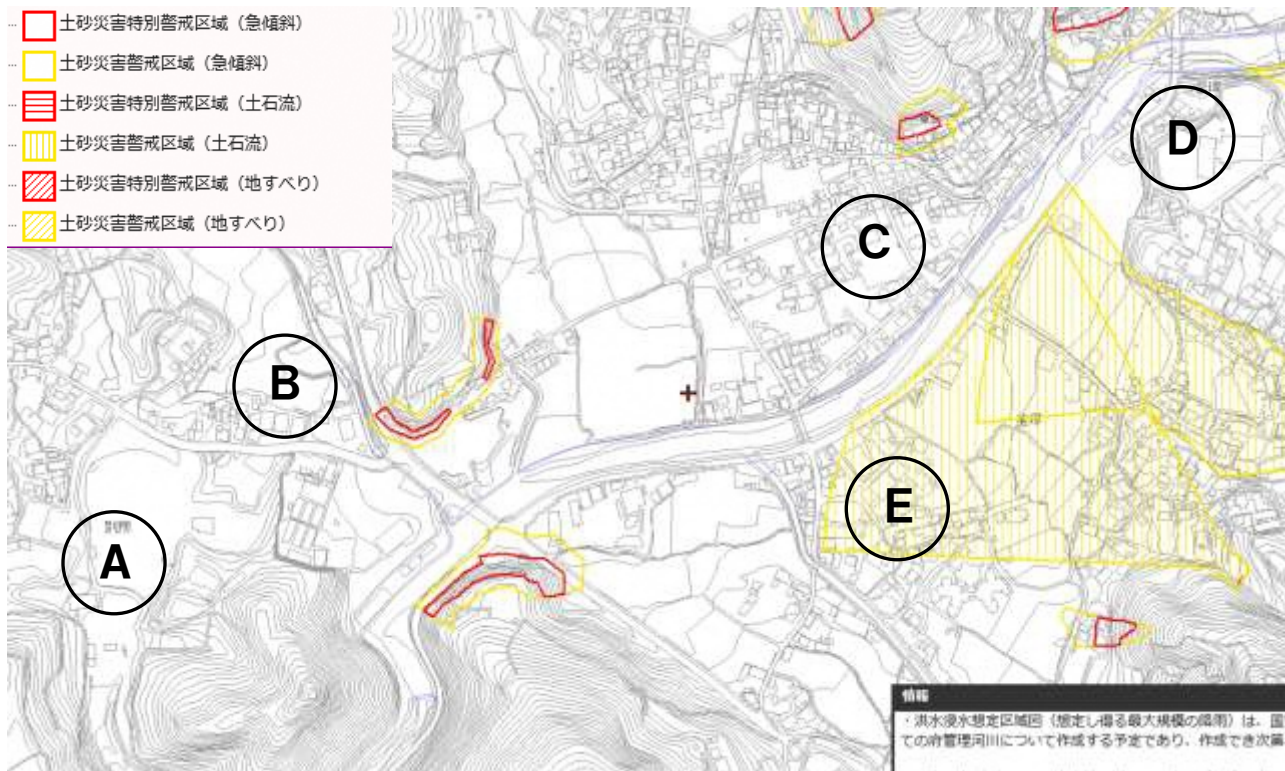 土砂災害特別警戒区域（急傾斜）
土砂災害警戒区域（急傾斜）
土砂災害特別警戒区域（土石流）
土砂災害警戒区域（土石流）
土砂災害特別警戒区域（地すべり）
土砂災害警戒区域（地すべり）
D
C
B
E
A
情報
・洪水浸水想定区域図（想定し得る最大規模の降雨）は、
ての府管理河川について作成する予定であり、作成でき次第